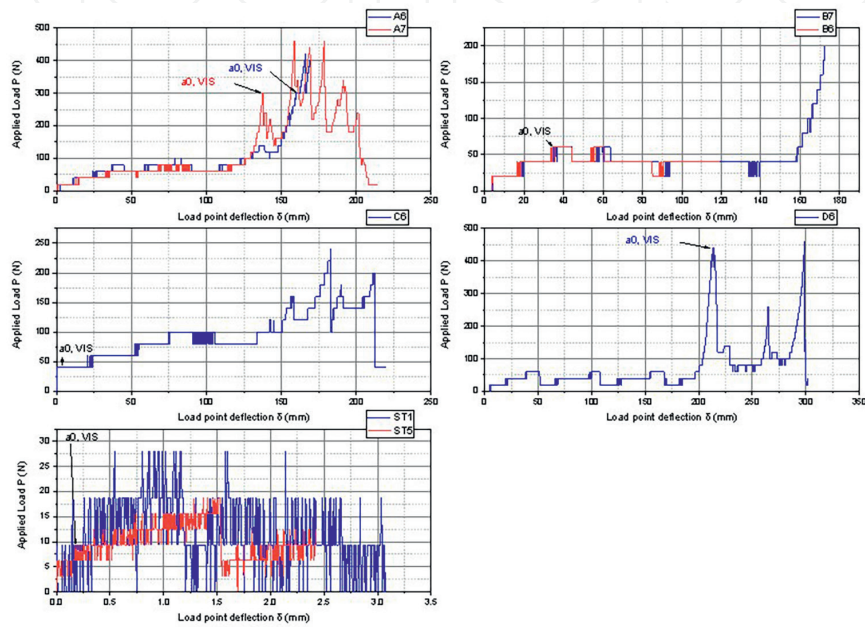 A6
A7
500
450
400
350
300
250
200
150
100
50
0
Applied Load P (N)
a0, VIS
a0, VIS
0 50 100 150 200 250
Load point deflection δ (mm)
B7
B6
200
150
100
50
0
Applied Load P (N)
a0, VIS
0 20 40 60 80 100 120 140 160 180
Load point deflection δ (mm)
C6
250
200
150
100
50
0
Applied Load P (N)
a0, VIS
0 50 100 150 200 250
Load point deflection δ (mm)
D6
500
400
300
200
100
0
Applied Load P (N)
a0, VIS
0 50 100 150 200 250 300 350
Load point deflection δ (mm)
ST1
ST5
30
25
20
15
10
5
0
Applied Load P (N)
a0, VIS
0.0 0.5 1.0 1.5 2.0 2.5 3.0 3.5
Load point deflection δ (mm)